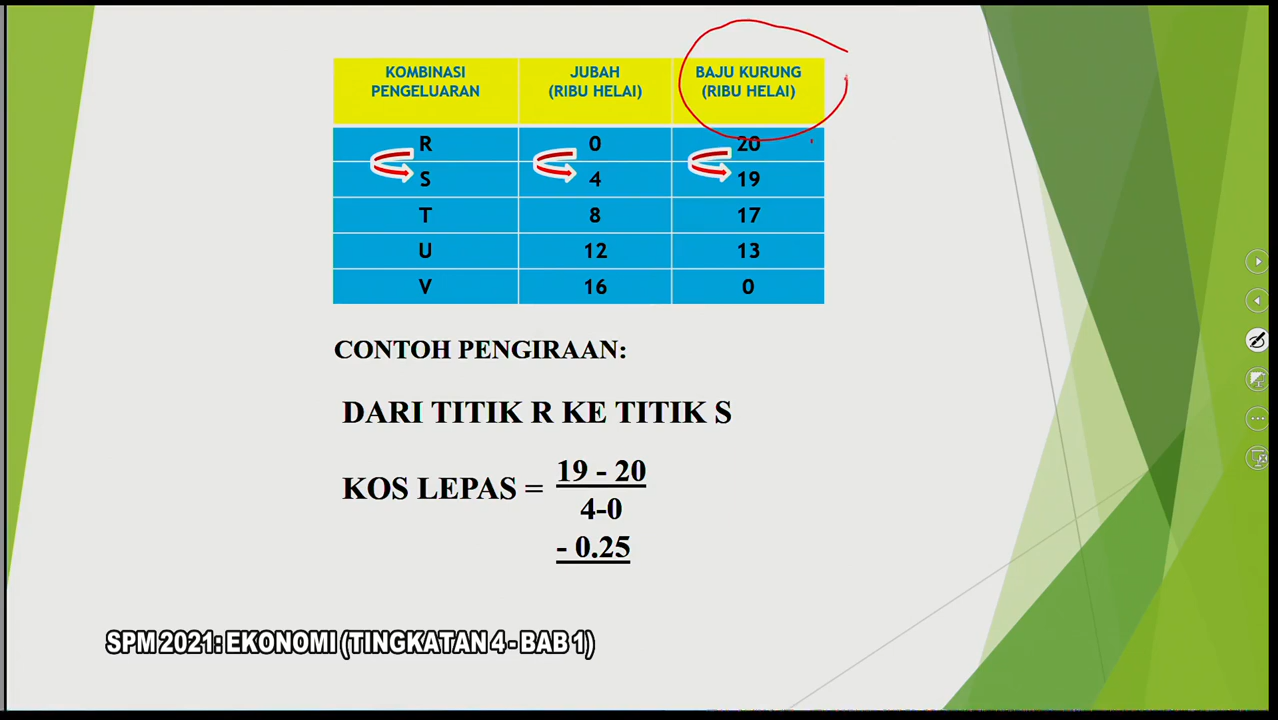 KOMBINASI PENGELUARAN JUBAH (RIBU HELAI) BAJU KURUNG (RIBU HELAI)
R 0 20
S 4 19
T 8 17
U 12 13
V 16 0
CONTOH PENGIRAAN:
DARI TITIK R KE TITIK S
KOS LEPAS = 19 - 20
4-0
- 0.25
SPM 2021: EKONOMI (TINGKATAN 4 - BAB 1)